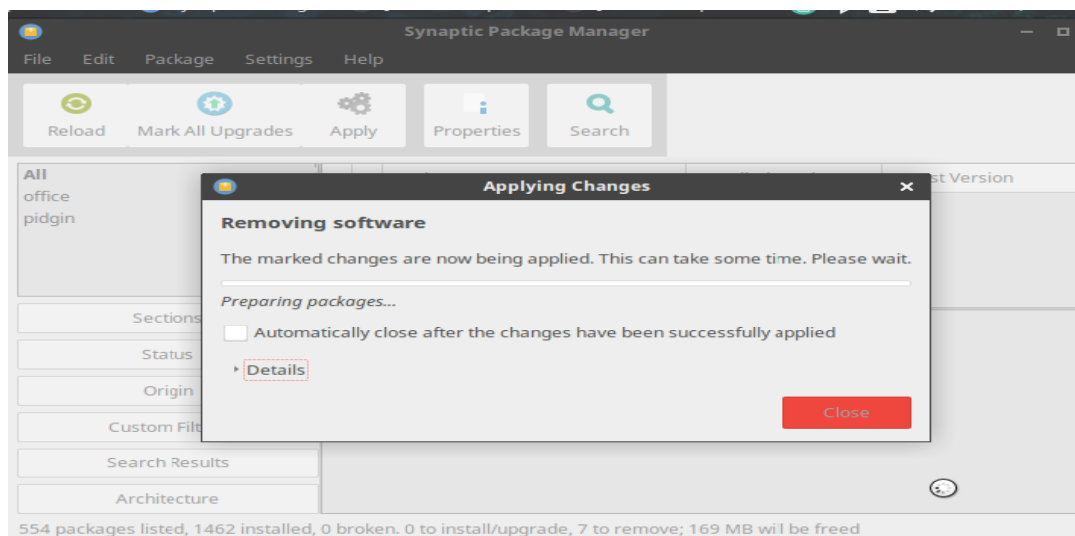 Synaptic Package Manager
File Edit Package Settings Help
Reload Mark All Upgrades Apply Properties Search
All
office
pidgin
st Version
Applying Changes
Removing software
The marked changes are now being applied. This can take some time. Please wait.
Preparing packages...
Automatically close after the changes have been successfully applied
Details
Close
Sections
Status
Origin
Custom Filt
Search Results
Architecture
554 packages listed, 1462 installed, 0 broken. 0 to install/upgrade, 7 to remove; 169 MB will be freed